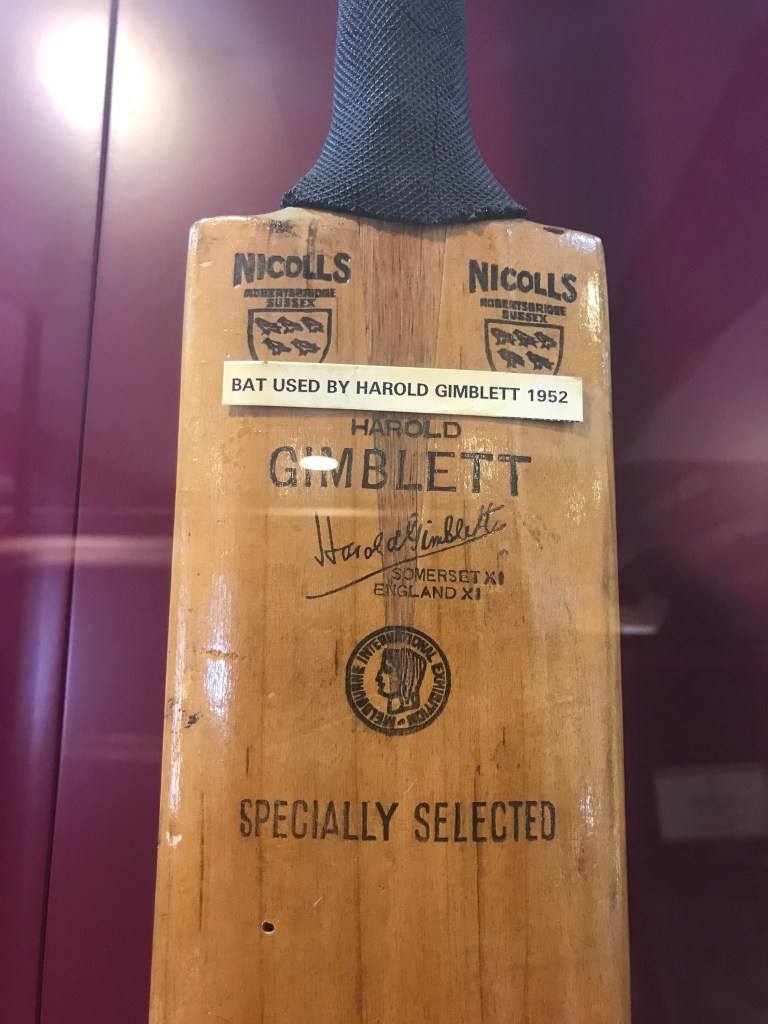 NICOLLS
ROBERTSBRIDGE
SUSSEX
NICOLLS
ROBERTSBRIDGE
SUSSEX
BAT USED BY HAROLD GIMBLETT 1952
HAROLD
GIMBLETT
Harold Gimblett
SOMERSET XI
ENGLAND XI
MELBOURNE INTERNATIONAL EXHIBITION
SPECIALLY SELECTED